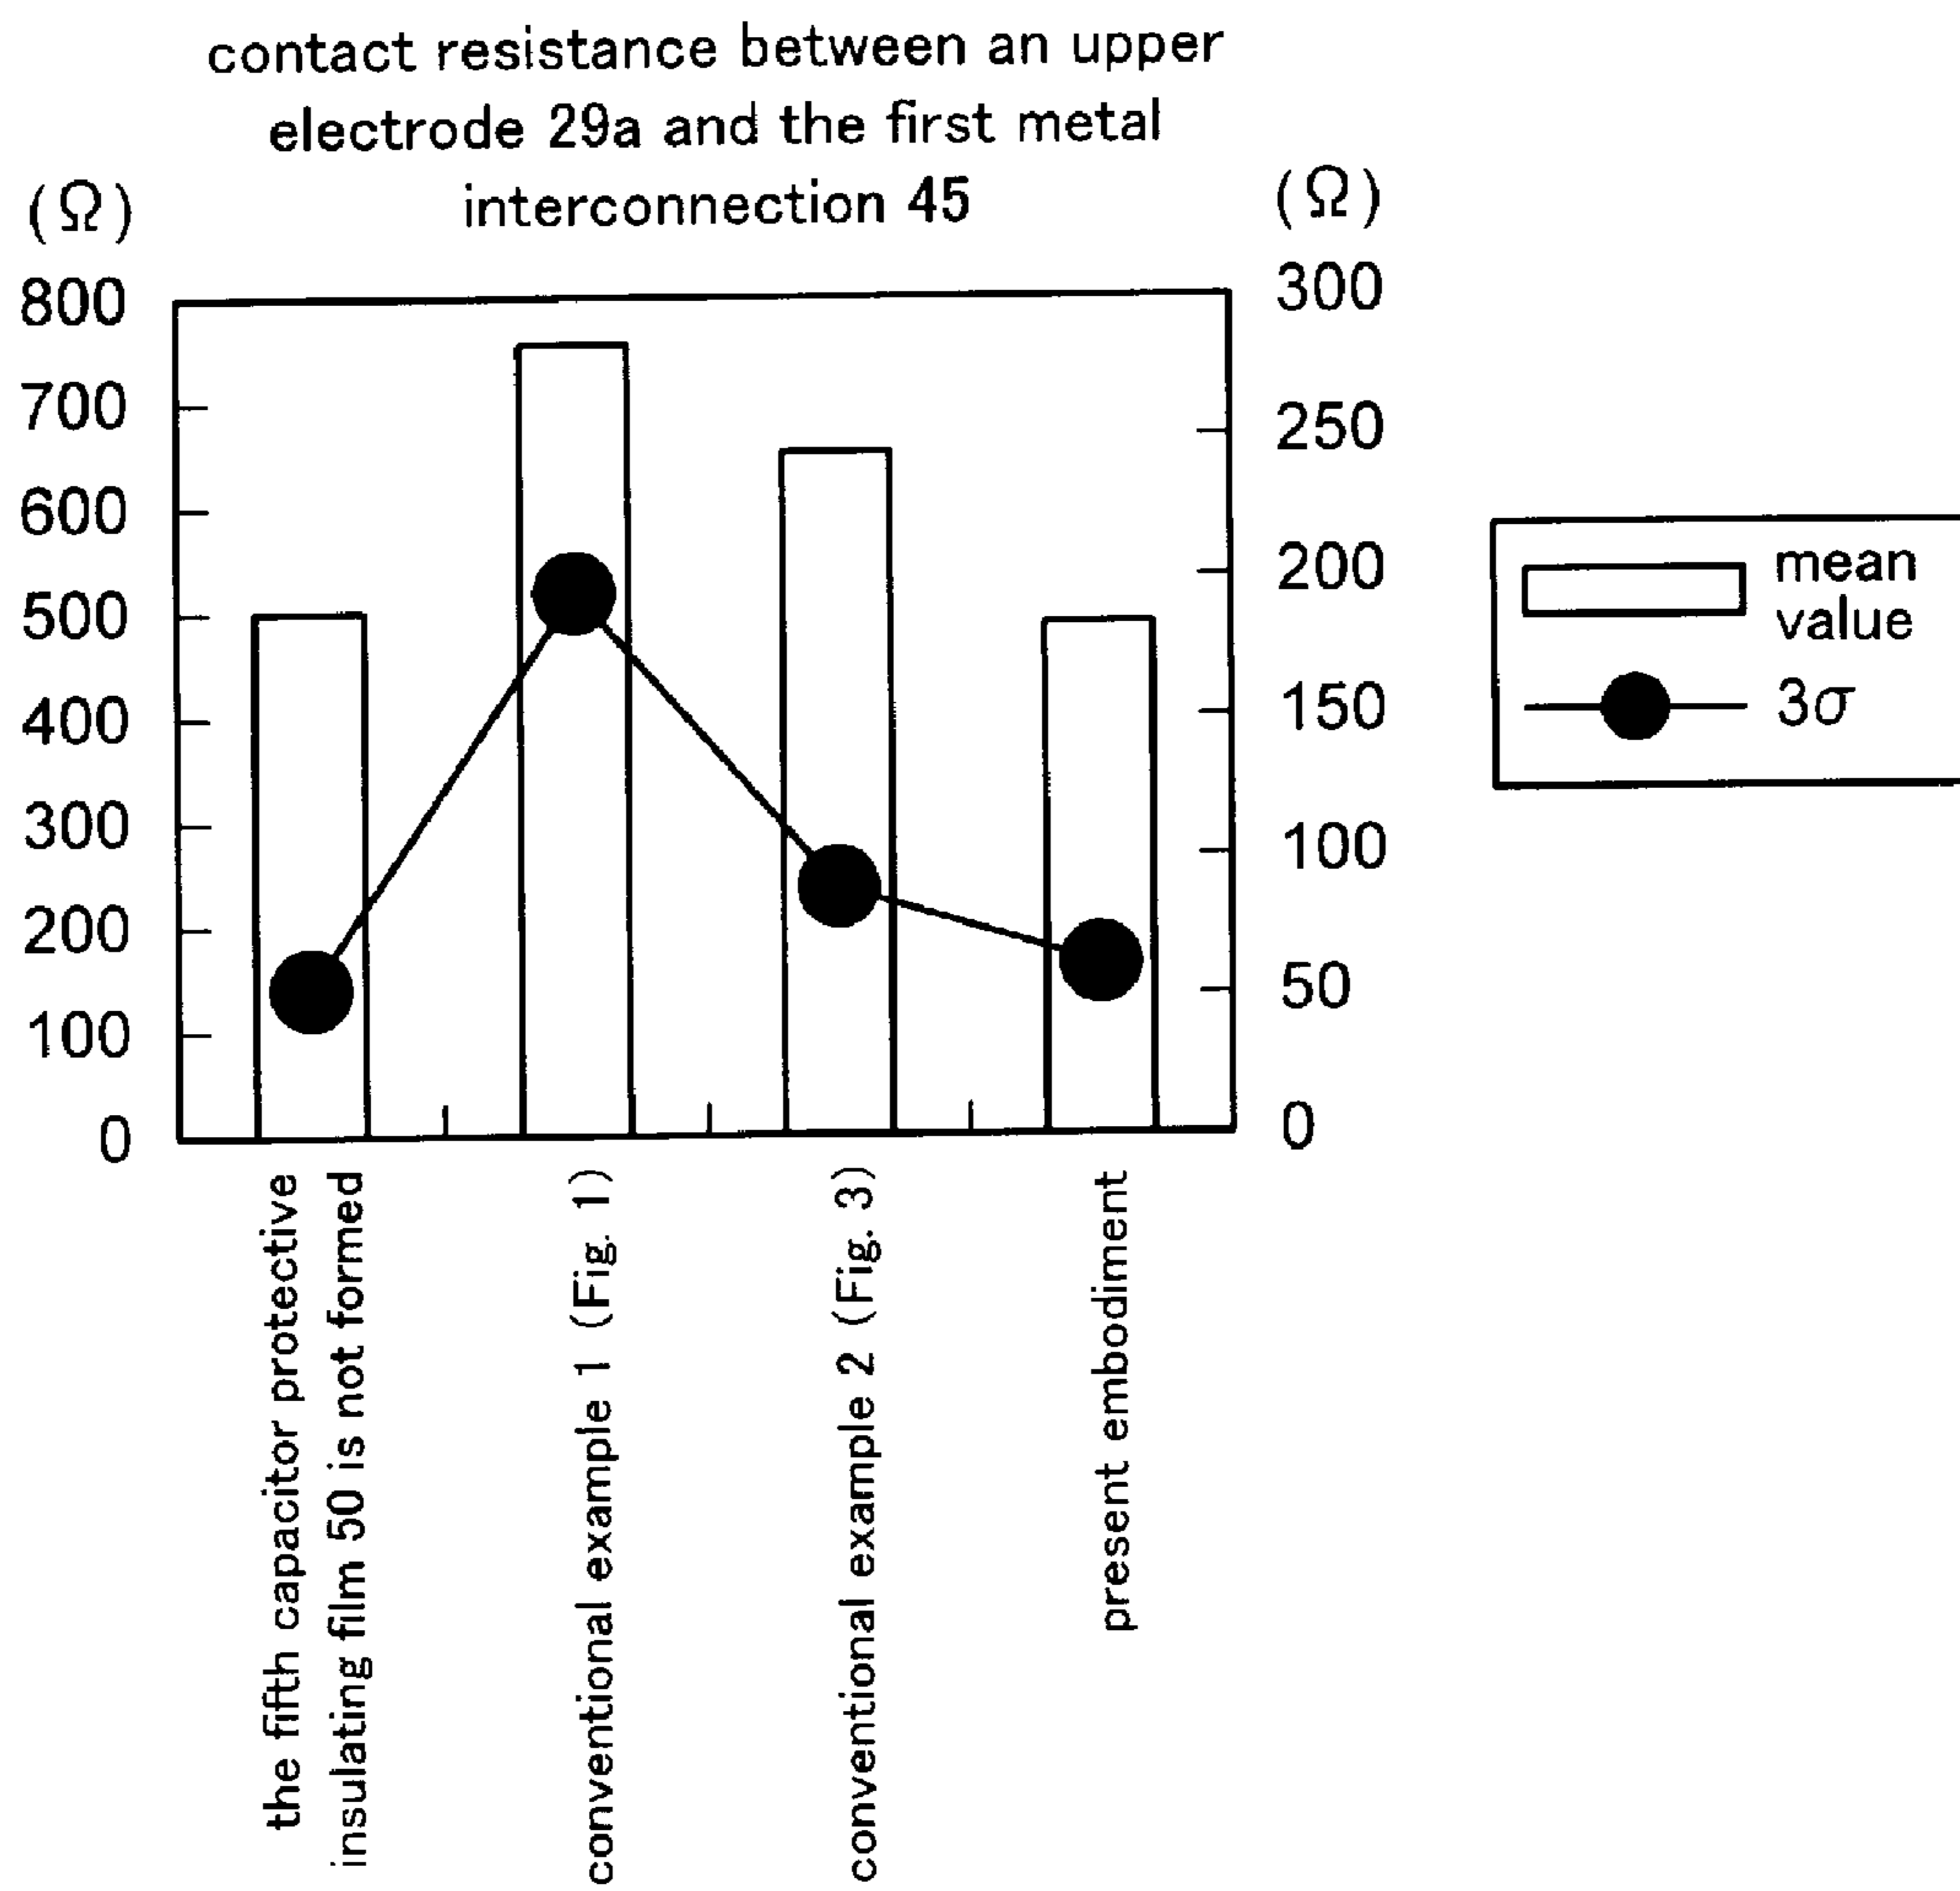 contact resistance between an upper
electrode 29a and the first metal
interconnection 45
(Ω)
(Ω)
800
700
600
500
400
300
200
100
0
300
250
200
150
100
50
0
mean
value
3σ
the fifth capacitor protective
insulating film 50 is not formed
conventional example 1 (Fig. 1)
conventional example 2 (Fig. 3)
present embodiment